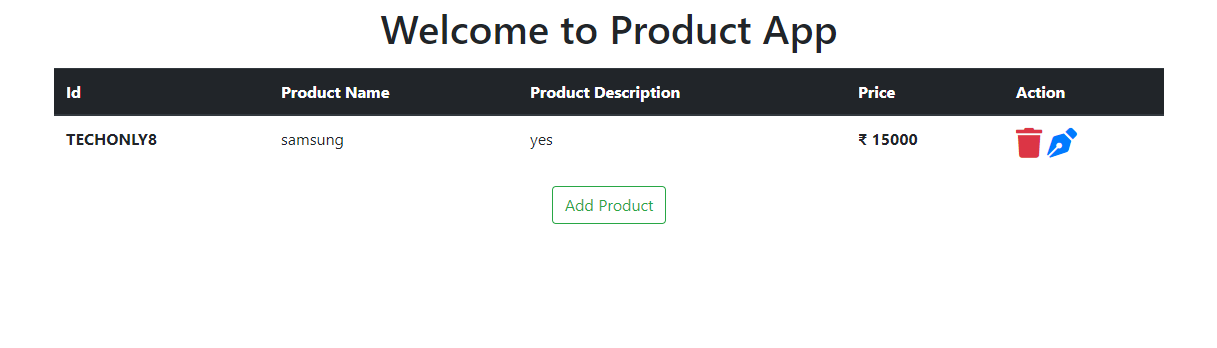 Welcome to Product App
Id Product Name Product Description Price Action
TECHONLY8 samsung yes ₹ 15000
Add Product